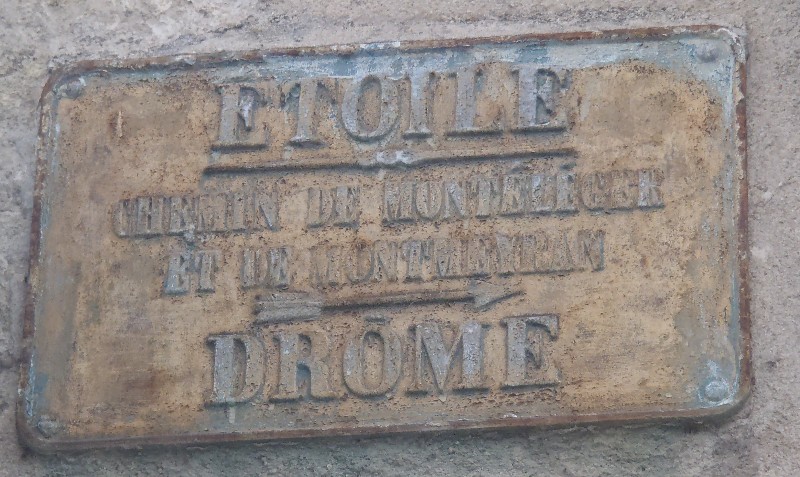 ETOILE
CHEMIN DE MONTÉLÉGER
ET DE MONTMEYRAN
DRÔME